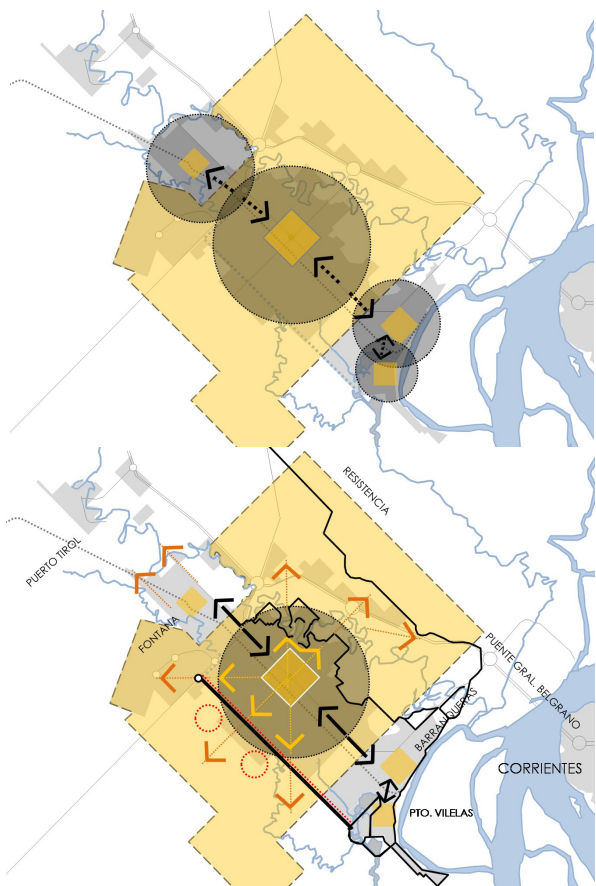 RESISTENCIA
PUERTO TIROL
FONTANA
PUENTE GRAL. BELGRANO
BARRANQUERAS
CORRIENTES
PTO. VILELAS